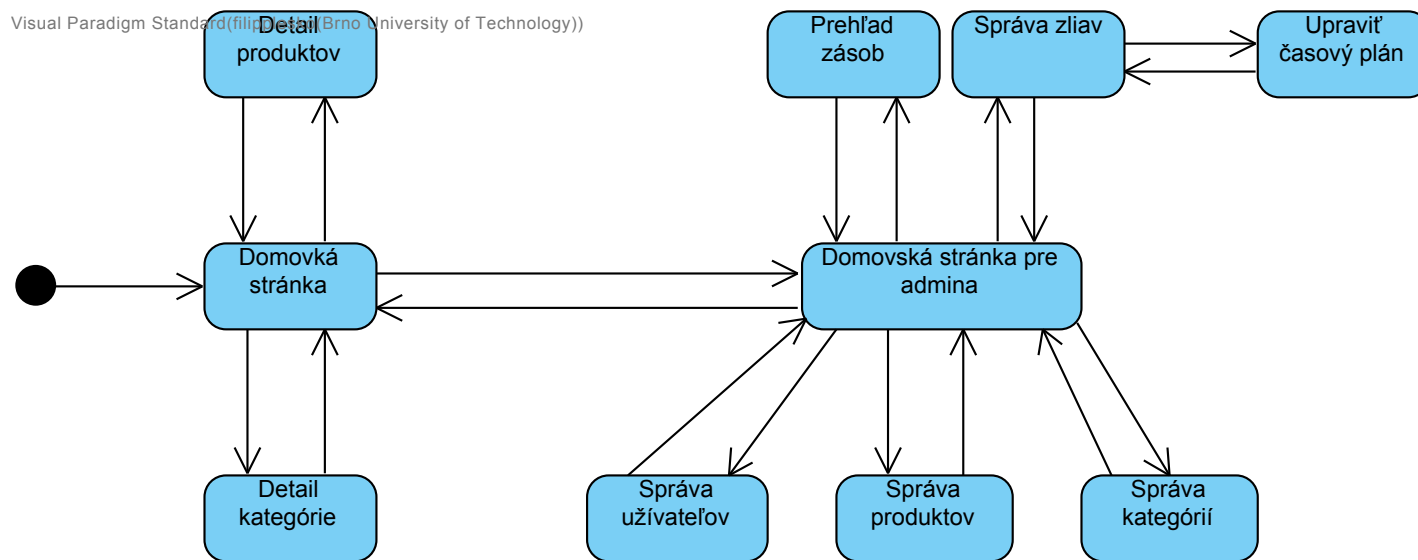 Visual Paradigm Standard( (Brno University of Technology))
Detail
produktov
Prehľad
zásob
Správa zliav
Upraviť
časový plán
Domovká
stránka
Domovská stránka pre
admina
Detail
kategórie
Správa
užívateľov
Správa
produktov
Správa
kategórií